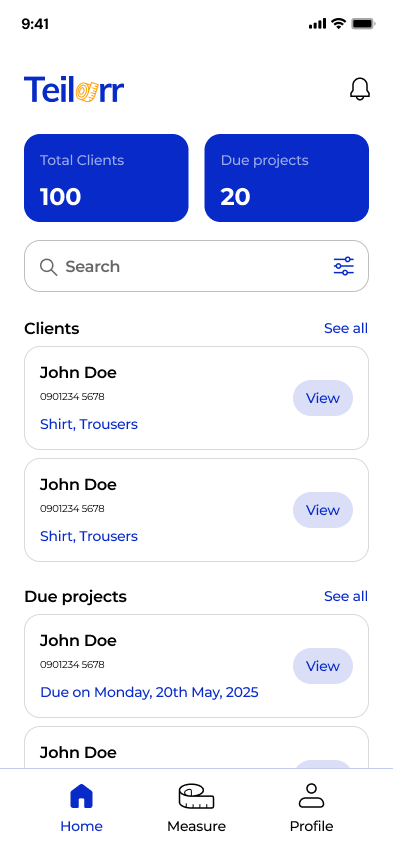 9:41
Teilorr
Total Clients
100
Due projects
20
Search
Clients
See all
John Doe
0901234 5678
Shirt, Trousers
View
John Doe
0901234 5678
Shirt, Trousers
View
Due projects
See all
John Doe
0901234 5678
Due on Monday, 20th May, 2025
View
John Doe
Home
Measure
Profile